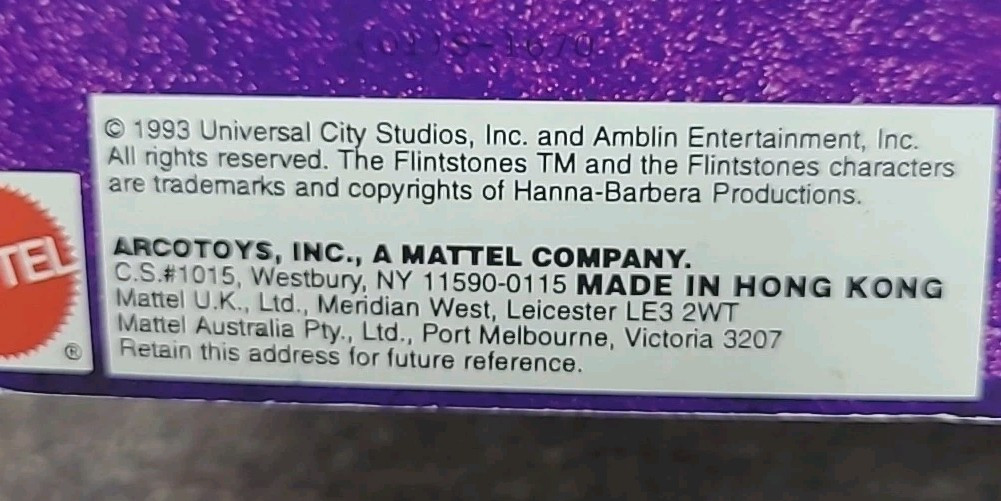 © 1993 Universal City Studios, Inc. and Amblin Entertainment, Inc.
All rights reserved. The Flintstones TM and the Flintstones characters
are trademarks and copyrights of Hanna-Barbera Productions.
ARCOTOYS, INC., A MATTEL COMPANY.
C.S.#1015, Westbury, NY 11590-0115 MADE IN HONG KONG
Mattel U.K., Ltd., Meridian West, Leicester LE3 2WT
Mattel Australia Pty., Ltd., Port Melbourne, Victoria 3207
Retain this address for future reference.
TEL
®